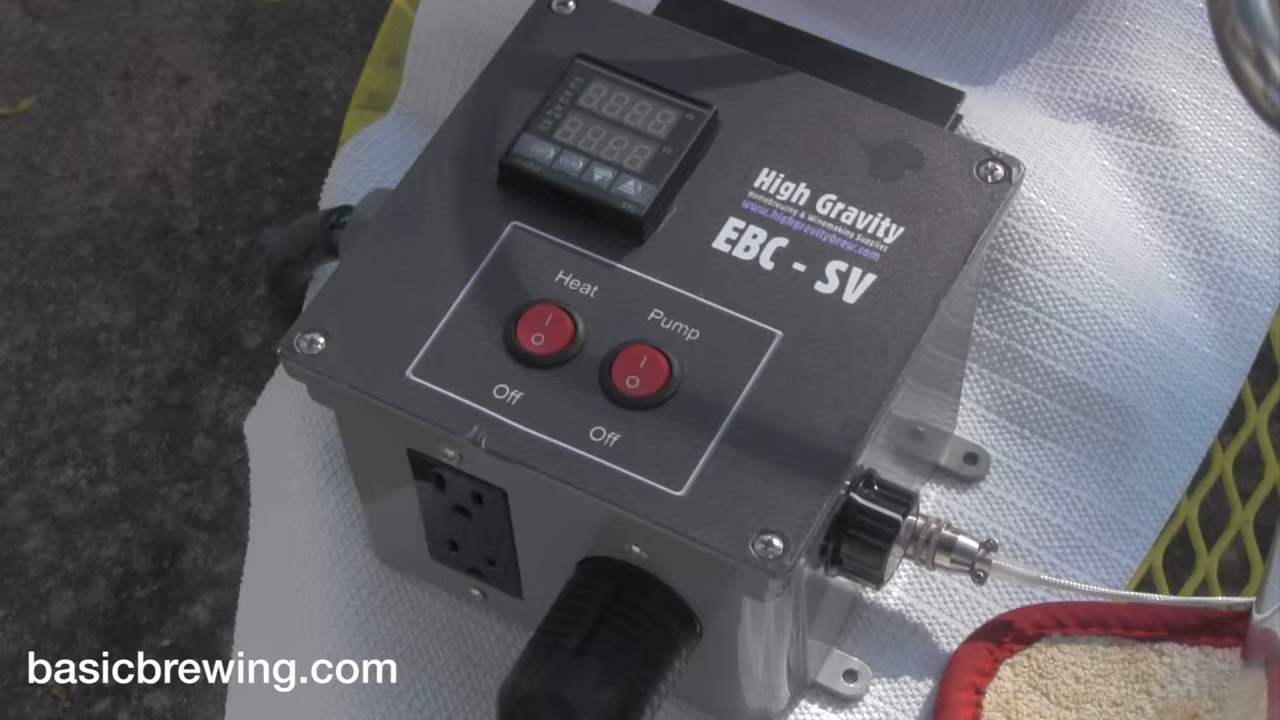 High Gravity
Homebrewing & Winemaking Supplies
www.highgravitybrew.com
EBC - SV
Heat
Pump
Off
Off
basicbrewing.com